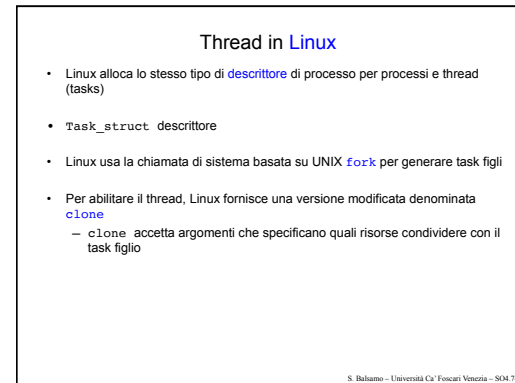 Thread in Linux
• Linux alloca lo stesso tipo di descrittore di processo per processi e thread
(tasks)
• Task_struct descrittore
• Linux usa la chiamata di sistema basata su UNIX fork per generare task figli
• Per abilitare il thread, Linux fornisce una versione modificata denominata
clone
– clone accetta argomenti che specificano quali risorse condividere con il
task figlio
S. Balsamo – Università Ca' Foscari Venezia – SO4.7